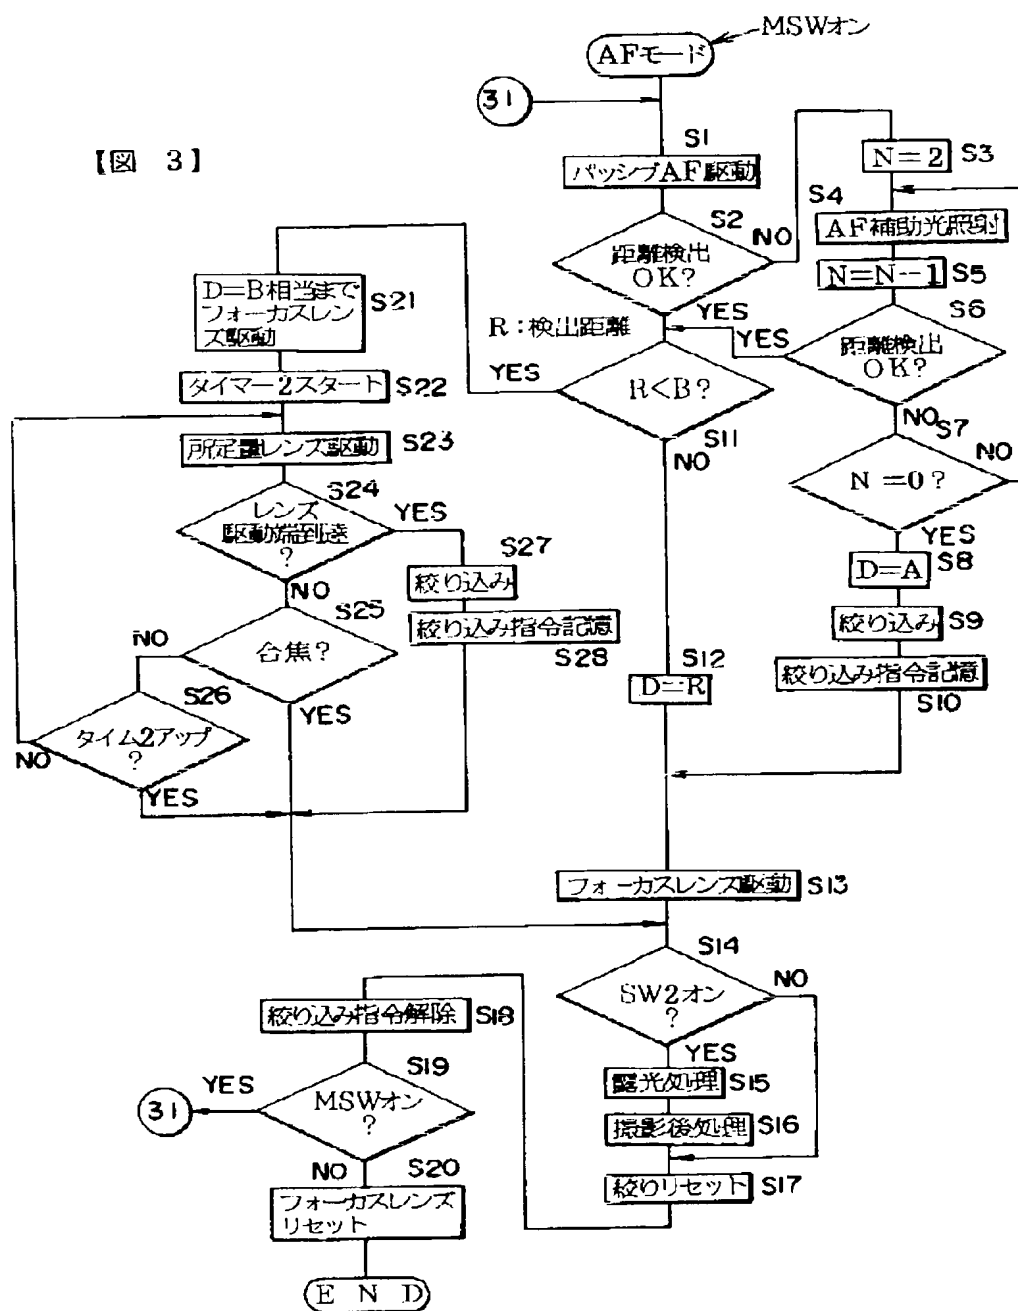 MSWオン
AFモード
31
【図 3】
S1
パッシブAF駆動
S2
距離検出
OK?
NO
YES
N=2
S3
S4
AF補助光照射
N=N-1
S5
S6
距離検出
OK?
YES
NO
S7
N=0?
NO
YES
D=A
S8
絞り込み
S9
絞り込み指令記憶
S10
R:検出距離
R<B?
YES
S11
NO
S12
D=R
D=B相当まで
フォーカスレン
ズ駆動
S21
タイマー2スタート
S22
所定量レンズ駆動
S23
S24
レンズ
駆動端到達
?
YES
NO
S27
絞り込み
絞り込み指令記憶
S28
S25
合焦?
NO
YES
S26
タイム2アップ
?
NO
YES
フォーカスレンズ駆動
S13
S14
SW2オン
?
NO
YES
露光処理
S15
撮影後処理
S16
絞りリセット
S17
絞り込み指令解除
S18
S19
MSWオン
?
YES
31
NO
S20
フォーカスレンズ
リセット
END